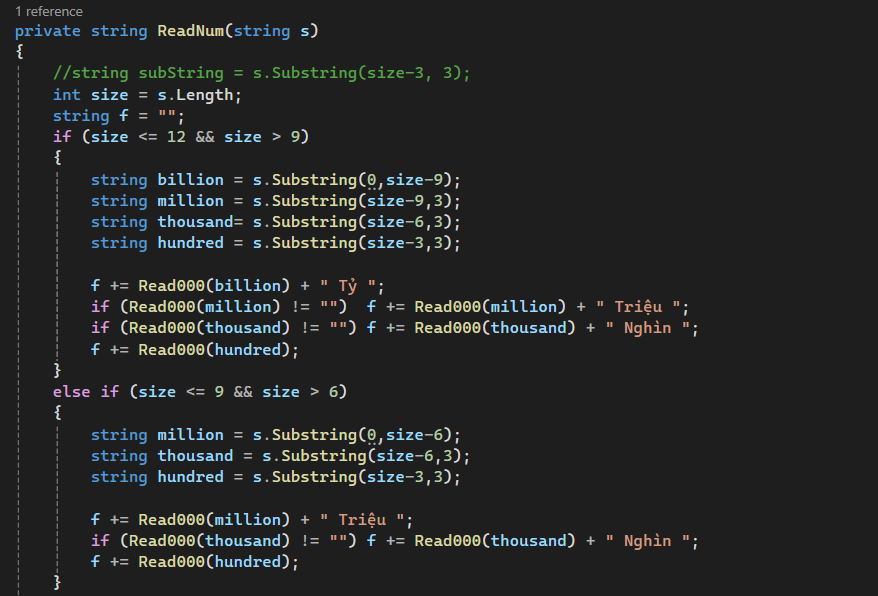 1 reference
private string ReadNum(string s)
{
    //string subString = s.Substring(size-3, 3);
    int size = s.Length;
    string f = "";
    if (size <= 12 && size > 9)
    {
        string billion = s.Substring(0,size-9);
        string million = s.Substring(size-9,3);
        string thousand= s.Substring(size-6,3);
        string hundred = s.Substring(size-3,3);

        f += Read000(billion) + " Tỷ ";
        if (Read000(million) != "")  f += Read000(million) + " Triệu ";
        if (Read000(thousand) != "") f += Read000(thousand) + " Nghìn ";
        f += Read000(hundred);
    }
    else if (size <= 9 && size > 6)
    {
        string million = s.Substring(0,size-6);
        string thousand = s.Substring(size-6,3);
        string hundred = s.Substring(size-3,3);

        f += Read000(million) + " Triệu ";
        if (Read000(thousand) != "") f += Read000(thousand) + " Nghìn ";
        f += Read000(hundred);
    }